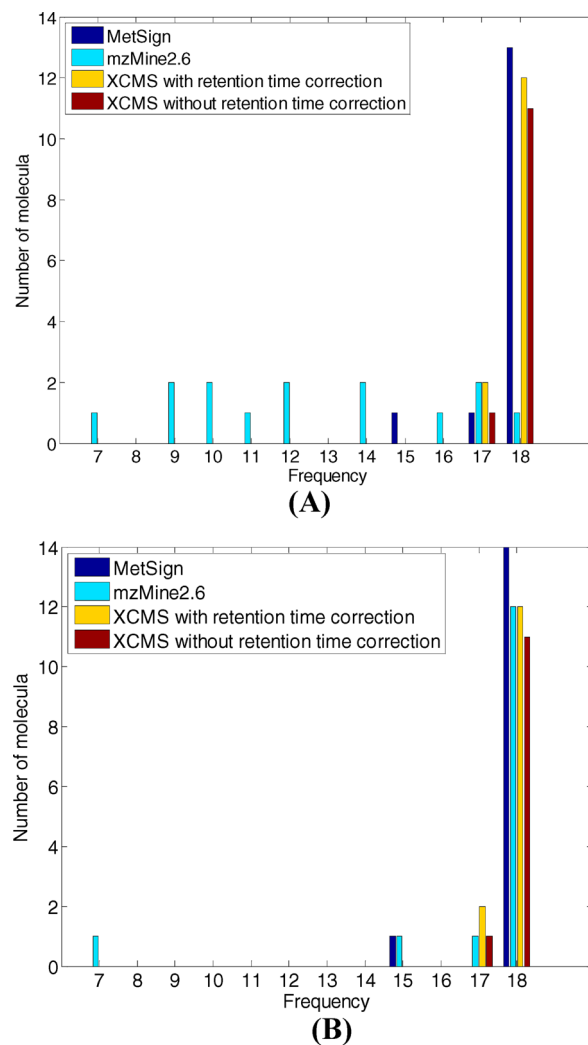 14
12
10
8
6
4
2
0
Number of molecula
MetSign
mzMine2.6
XCMS with retention time correction
XCMS without retention time correction
7 8 9 10 11 12 13 14 15 16 17 18
Frequency
(A)
14
12
10
8
6
4
2
0
Number of molecula
MetSign
mzMine2.6
XCMS with retention time correction
XCMS without retention time correction
7 8 9 10 11 12 13 14 15 16 17 18
Frequency
(B)